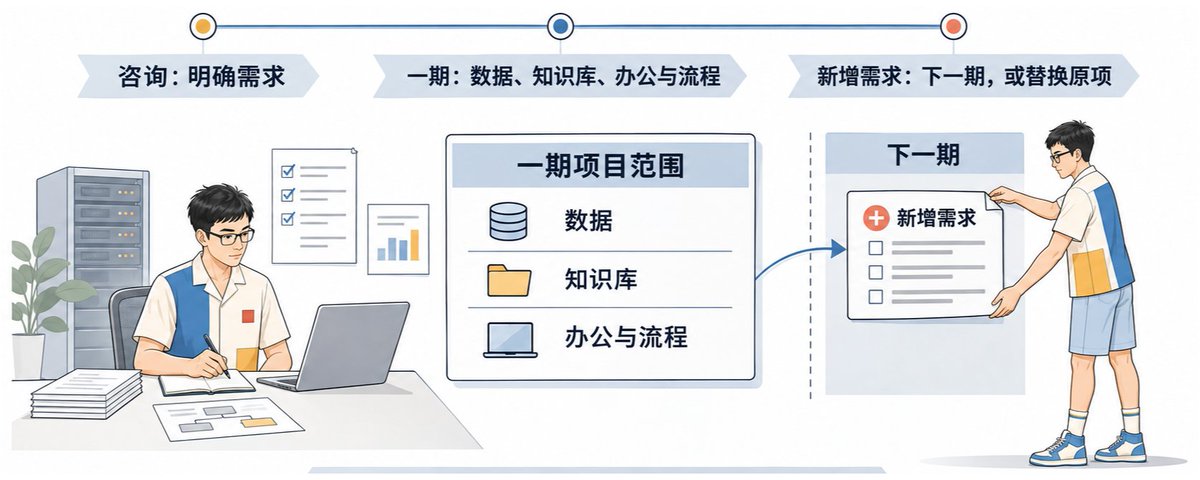 咨询：明确需求
一期：数据、知识库、办公与流程
新增需求：下一期，或替换原项
一期项目范围
数据
知识库
办公与流程
下一期
新增需求